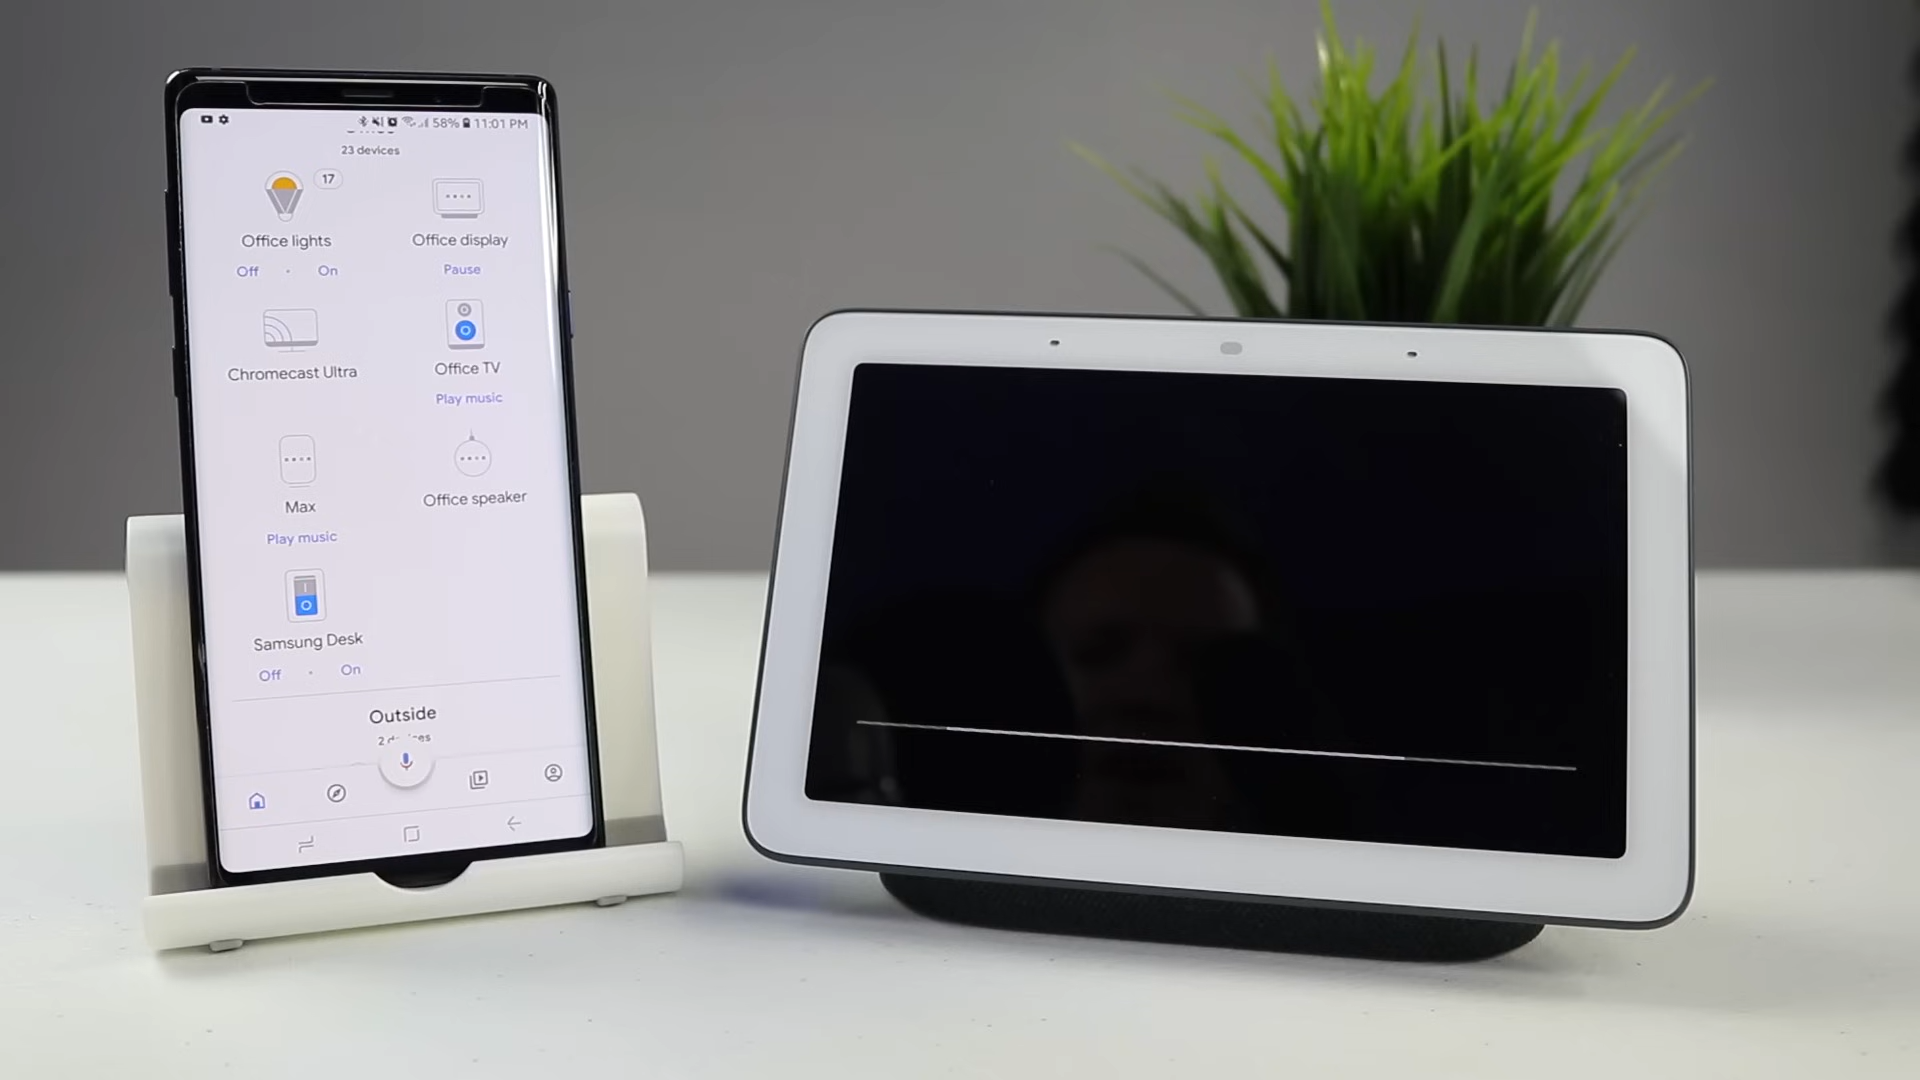 58% 11:01 PM
23 devices
17
Office lights
Off · On
Office display
Pause
Chromecast Ultra
Office TV
Play music
Max
Play music
Office speaker
Samsung Desk
Off · On
Outside